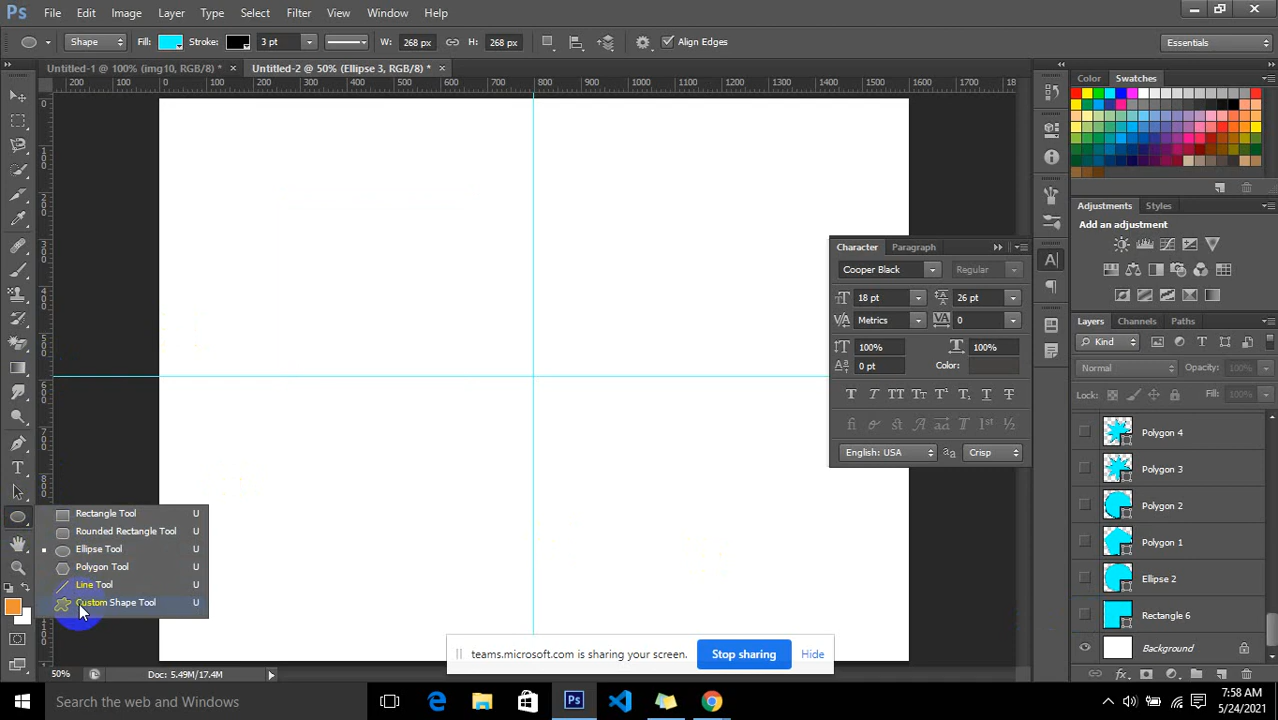 Ps File Edit Image Layer Type Select Filter 3D View Window Help
Shape Fill: Stroke: 3 pt W: 268 px H: 268 px Align Edges Essentials
Untitled-1 @ 100% (img10, RGB/8) * × Untitled-2 @ 50% (Ellipse 3, RGB/8) * ×
200 100 0 100 200 300 400 500 600 700 800 900 1000 1100 1200 1300 1400 1500 1600 1700
Color Swatches
Adjustments Styles
Add an adjustment
Character Paragraph
Cooper Black Regular
18 pt 26 pt
Metrics 0
100% 100%
0 pt Color:
English: USA Crisp
Layers Channels Paths
Kind
Normal Opacity: 100%
Lock: Fill: 100%
Polygon 4
Polygon 3
Polygon 2
Polygon 1
Ellipse 2
Rectangle 6
Background
Rectangle Tool U
Rounded Rectangle Tool U
Ellipse Tool U
Polygon Tool U
Line Tool U
Custom Shape Tool U
teams.microsoft.com is sharing your screen. Stop sharing Hide
50% Doc: 5.49M/17.4M
Search the web and Windows
7:58 AM
5/24/2021